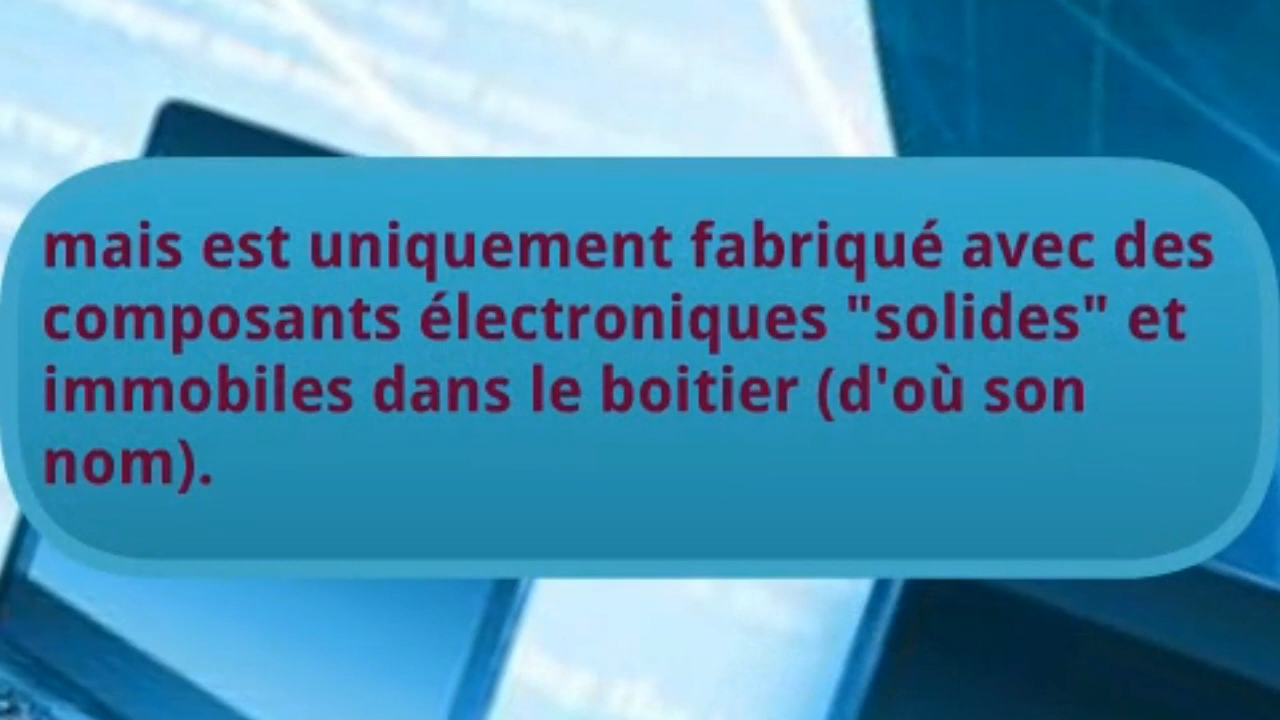 mais est uniquement fabriqué avec des
composants électroniques "solides" et
immobiles dans le boitier (d'où son
nom).